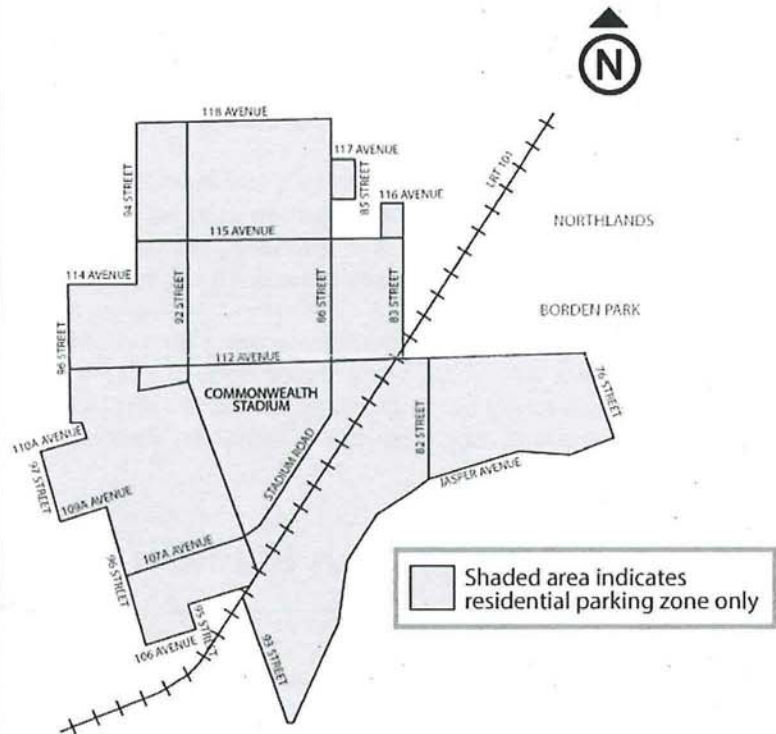 N
118 AVENUE
117 AVENUE
94 STREET
85 STREET
116 AVENUE
LRT 101
NORTHLANDS
115 AVENUE
114 AVENUE
92 STREET
86 STREET
83 STREET
BORDEN PARK
96 STREET
112 AVENUE
COMMONWEALTH
STADIUM
76 STREET
82 STREET
110A AVENUE
STADIUM ROAD
JASPER AVENUE
97 STREET
109A AVENUE
107A AVENUE
96 STREET
Shaded area indicates
residential parking zone only
95 STREET
106 AVENUE
93 STREET